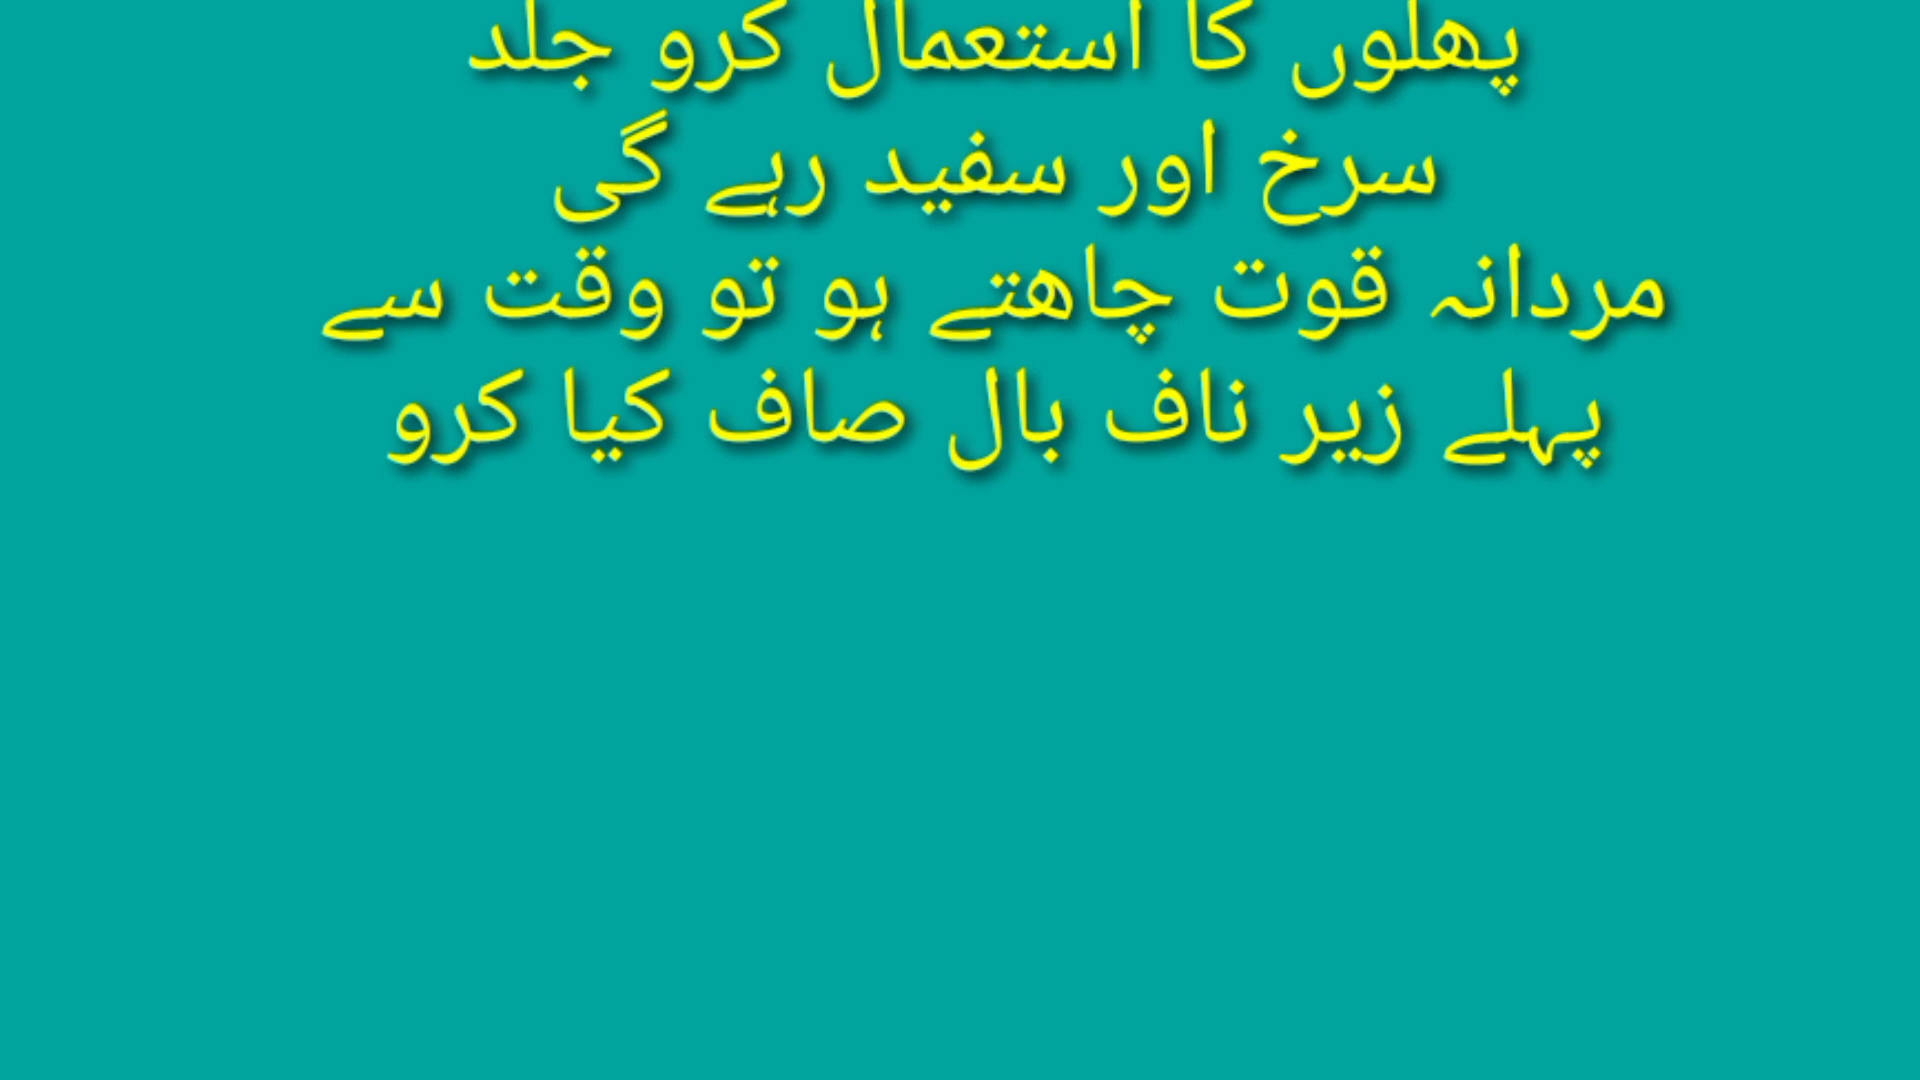 پھلوں کا استعمال کرو جلد
سرخ اور سفید رہے گی
مردانہ قوت چاھتے ہو تو وقت سے
پہلے زیر ناف بال صاف کیا کرو